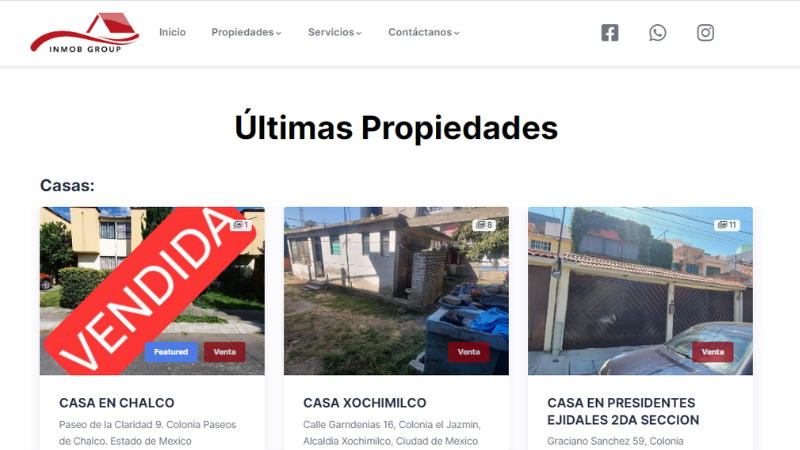 INMOB GROUP
Inicio
Propiedades
Servicios
Contáctanos
Últimas Propiedades
Casas:
VENDIDA
1
Featured
Venta
CASA EN CHALCO
Paseo de la Claridad 9. Colonia Paseos
de Chalco. Estado de Mexico
8
Venta
CASA XOCHIMILCO
Calle Garndenias 16, Colonia el Jazmin,
Alcaldia Xochimilco, Ciudad de Mexico
11
Venta
CASA EN PRESIDENTES
EJIDALES 2DA SECCION
Graciano Sanchez 59, Colonia